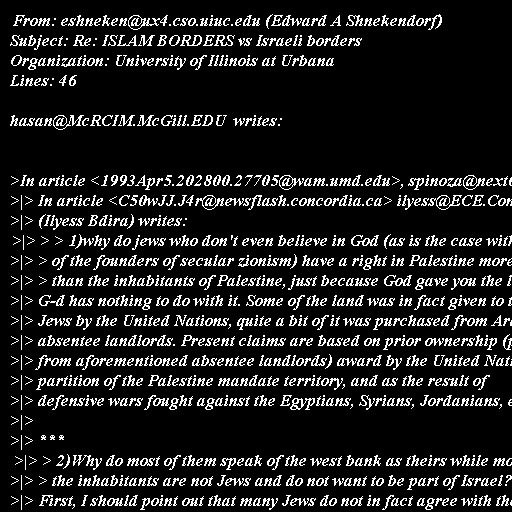 From: eshneken@ux4.cso.uiuc.edu (Edward A Shnekendorf)
Subject: Re: ISLAM BORDERS vs Israeli borders
Organization: University of Illinois at Urbana
Lines: 46
hasan@McRCIM.McGill.EDU writes:
>In article <1993Apr5.202800.27705@wam.umd.edu>, spinoza@next
>|> In article <C50wJJ.J4r@newsflash.concordia.ca> ilyess@ECE.Con
>|> (Ilyess Bdira) writes:
>|> > > 1)why do jews who don't even believe in God (as is the case with
>|> > of the founders of secular zionism) have a right in Palestine more
>|> > than the inhabitants of Palestine, just because God gave you the l
>|> G-d has nothing to do with it. Some of the land was in fact given to t
>|> Jews by the United Nations, quite a bit of it was purchased from Ar
>|> absentee landlords. Present claims are based on prior ownership (p
>|> from aforementioned absentee landlords) award by the United Nati
>|> partition of the Palestine mandate territory, and as the result of
>|> defensive wars fought against the Egyptians, Syrians, Jordanians, e
>|>
>|> ***
>|> > 2)Why do most of them speak of the west bank as theirs while mo
>|> > the inhabitants are not Jews and do not want to be part of Israel?
>|> First, I should point out that many Jews do not in fact agree with tha